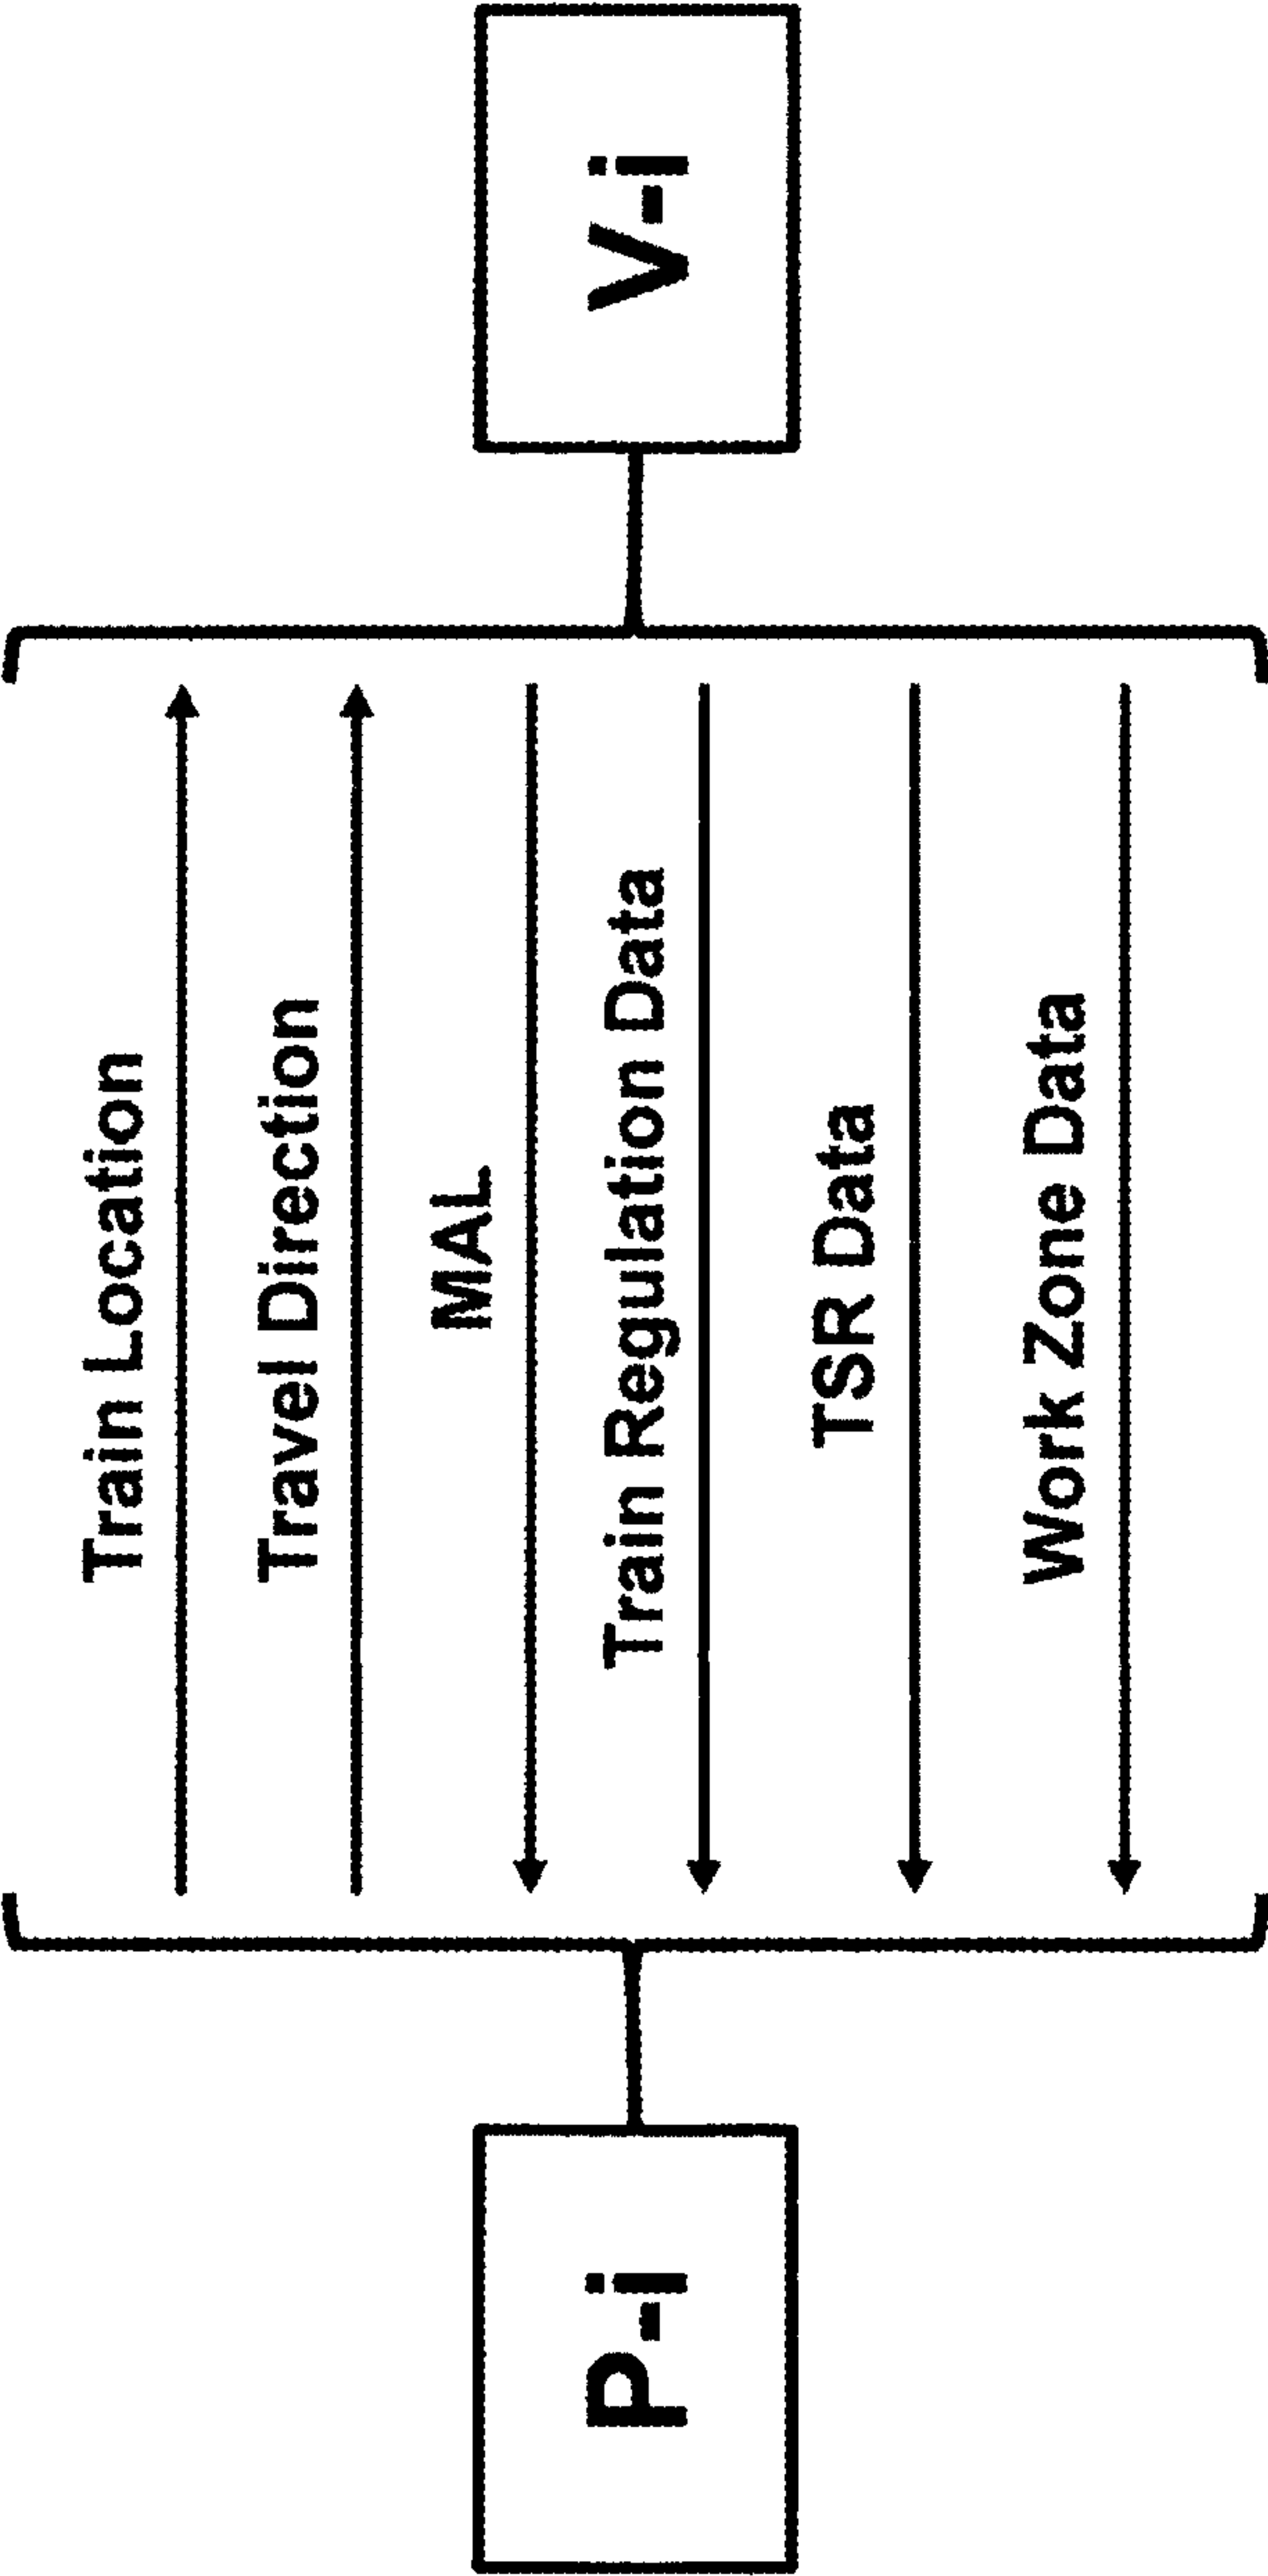 P-i
Train Location
Travel Direction
MAL
Train Regulation Data
TSR Data
Work Zone Data
V-i